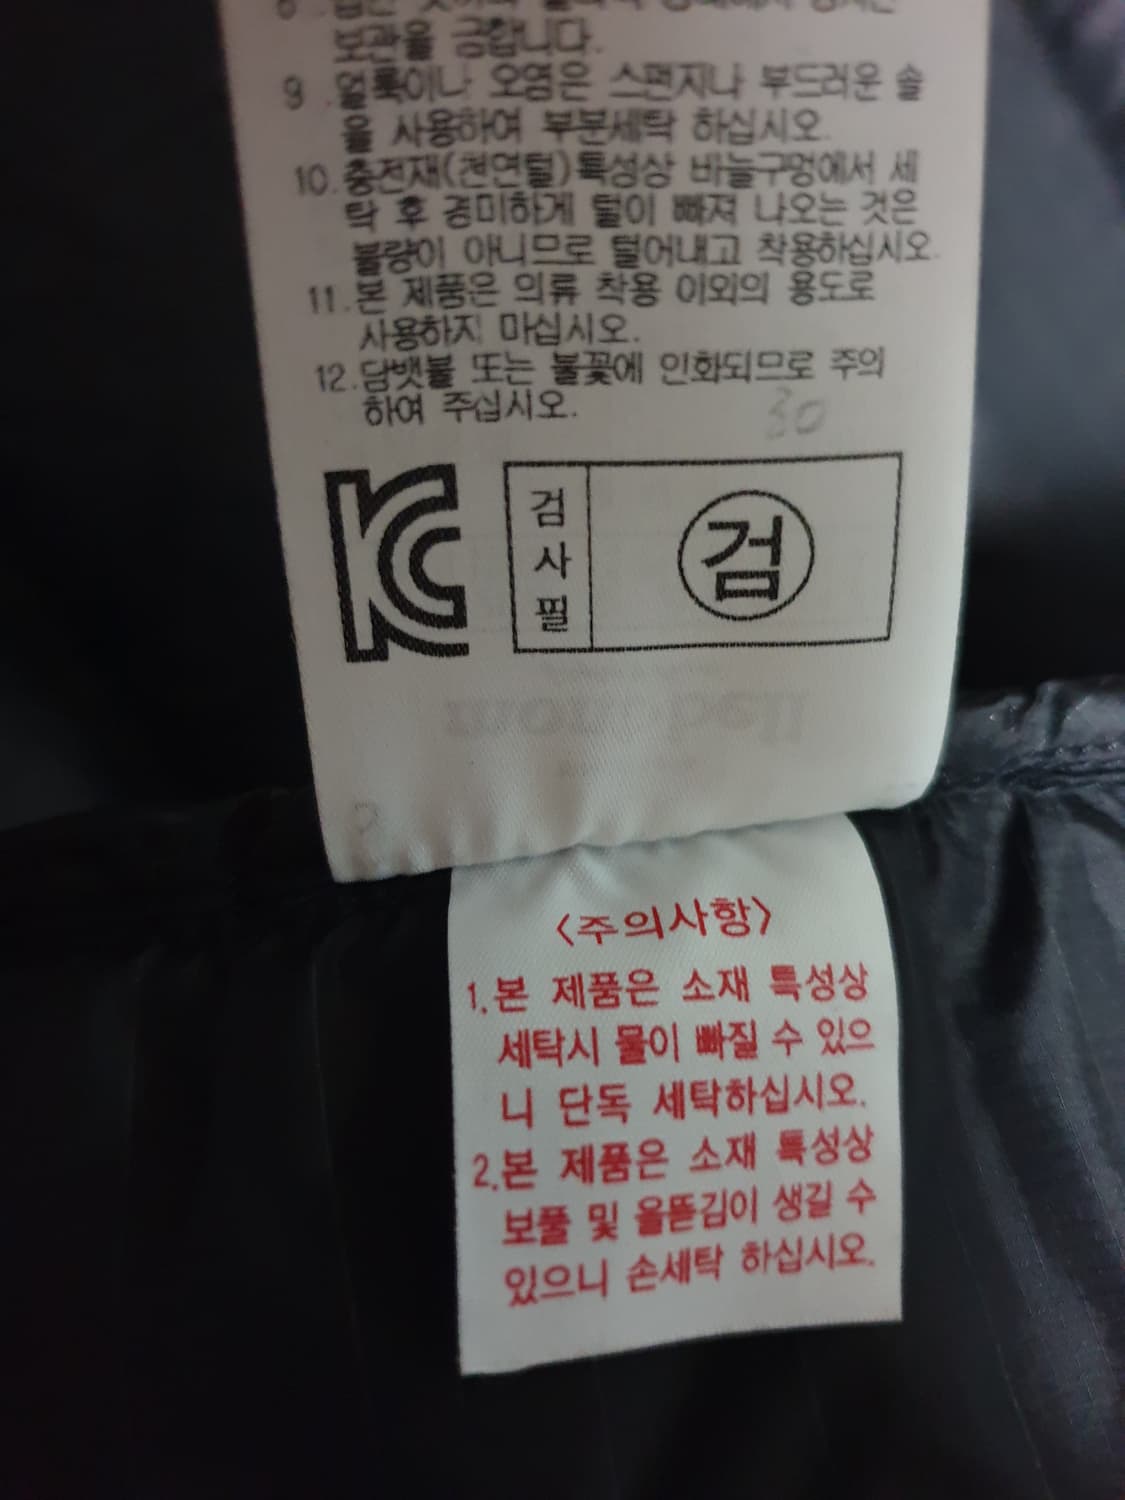 보관을 금합니다.
9 .얼룩이나 오염은 스펀지나 부드러운 솔
을 사용하여 부분세탁 하십시오.
10.충전재(천연털)특성상 바늘구멍에서 세
탁 후 경미하게 털이 빠져 나오는 것은
불량이 아니므로 털어내고 착용하십시오.
11.본 제품은 의류 착용 이외의 용도로
사용하지 마십시오.
12.담뱃불 또는 불꽃에 인화되므로 주의
하여 주십시오.
30
KC
검사필
검
mont-bell
<주의사항>
1.본 제품은 소재 특성상
세탁시 물이 빠질 수 있으
니 단독 세탁하십시오.
2.본 제품은 소재 특성상
보풀 및 올뜯김이 생길 수
있으니 손세탁 하십시오.